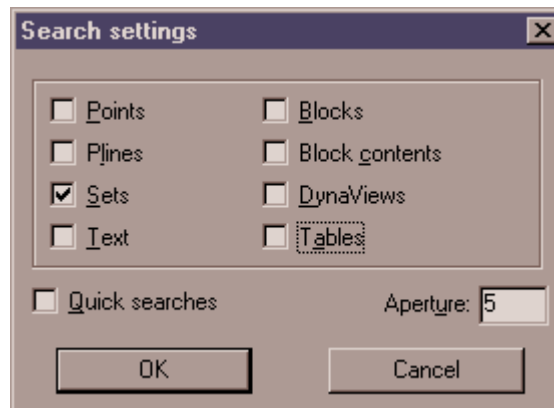 Search settings
Points
Blocks
Plines
Block contents
Sets
DynaViews
Text
Tables
Quick searches
Aperture: 5
OK
Cancel